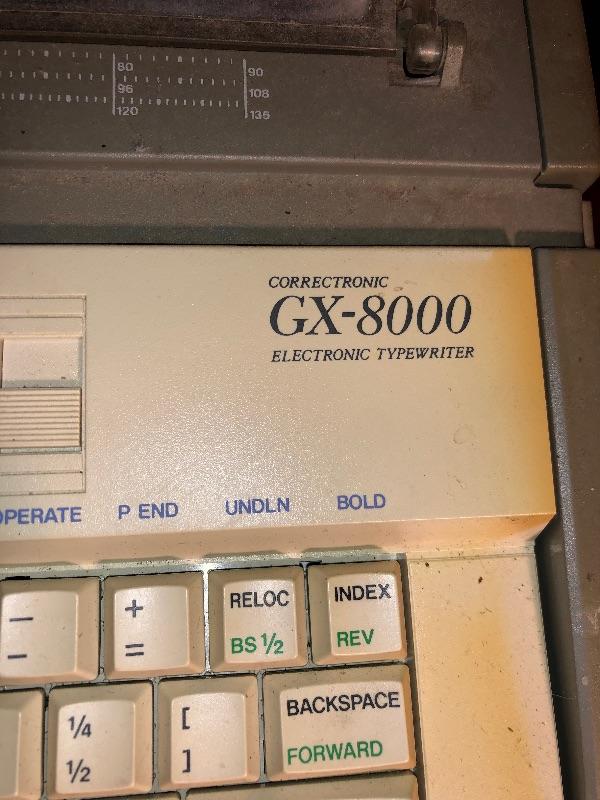 80 90
96 108
120 135
CORRECTRONIC
GX-8000
ELECTRONIC TYPEWRITER
OPERATE P END UNDLN BOLD
— + RELOC INDEX
– = BS 1/2 REV
1/4 [ BACKSPACE
1/2 ] FORWARD